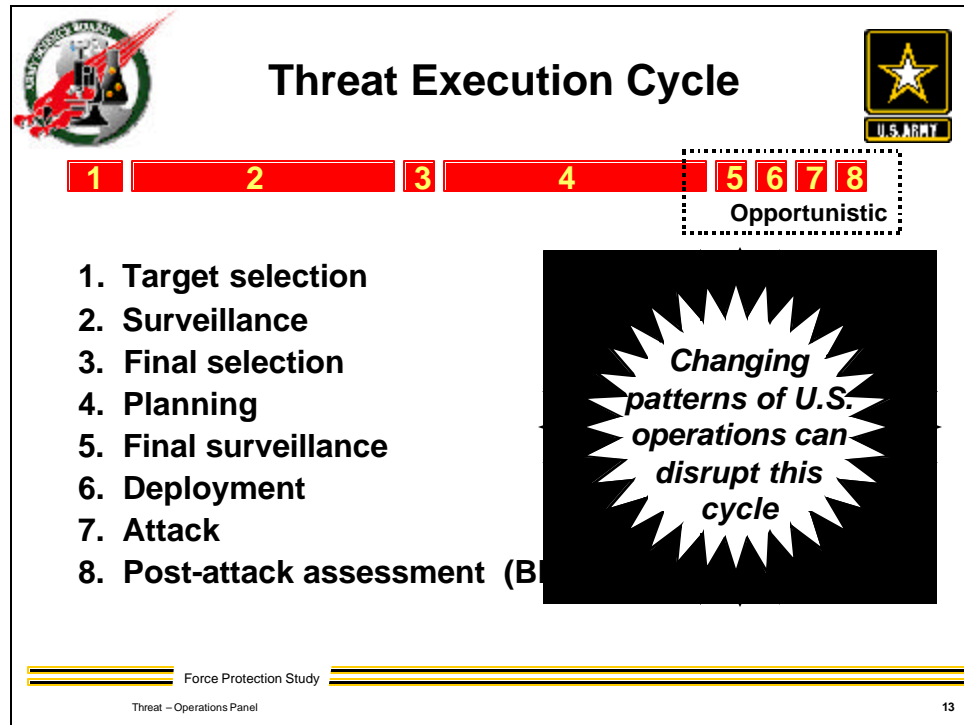 SCIENCE BOARD
Threat Execution Cycle
U.S. ARMY
1 2 3 4 5 6 7 8
Opportunistic
1. Target selection
2. Surveillance
3. Final selection
4. Planning
5. Final surveillance
6. Deployment
7. Attack
8. Post-attack assessment (B
Changing
patterns of U.S.
operations can
disrupt this
cycle
Force Protection Study
Threat – Operations Panel
13